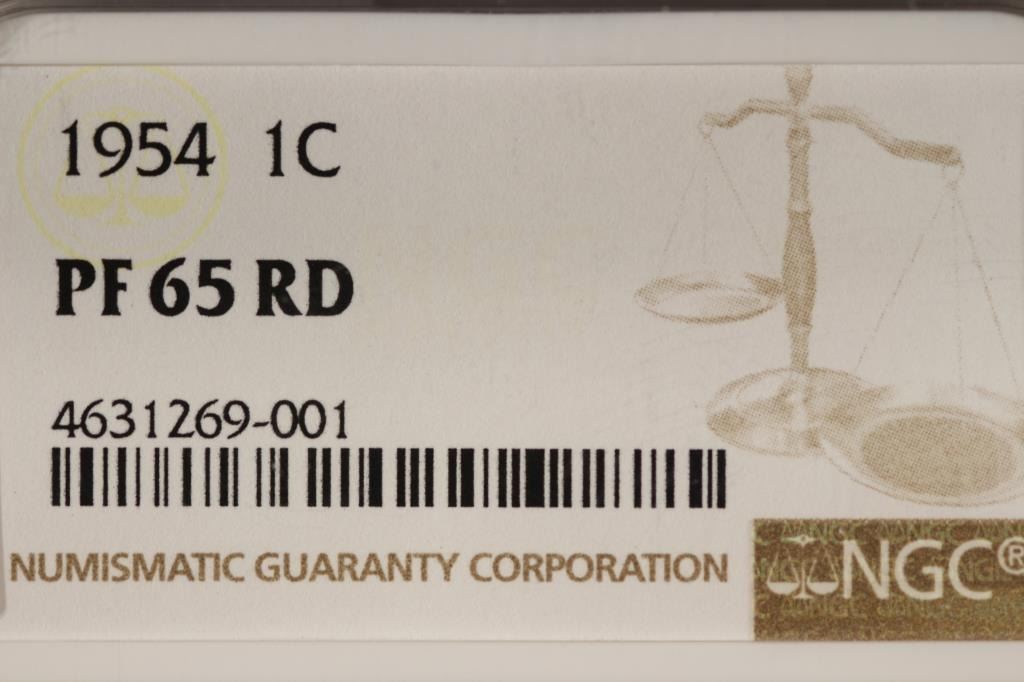 1954 1C
PF 65 RD
4631269-001
NUMISMATIC GUARANTY CORPORATION
NGC®